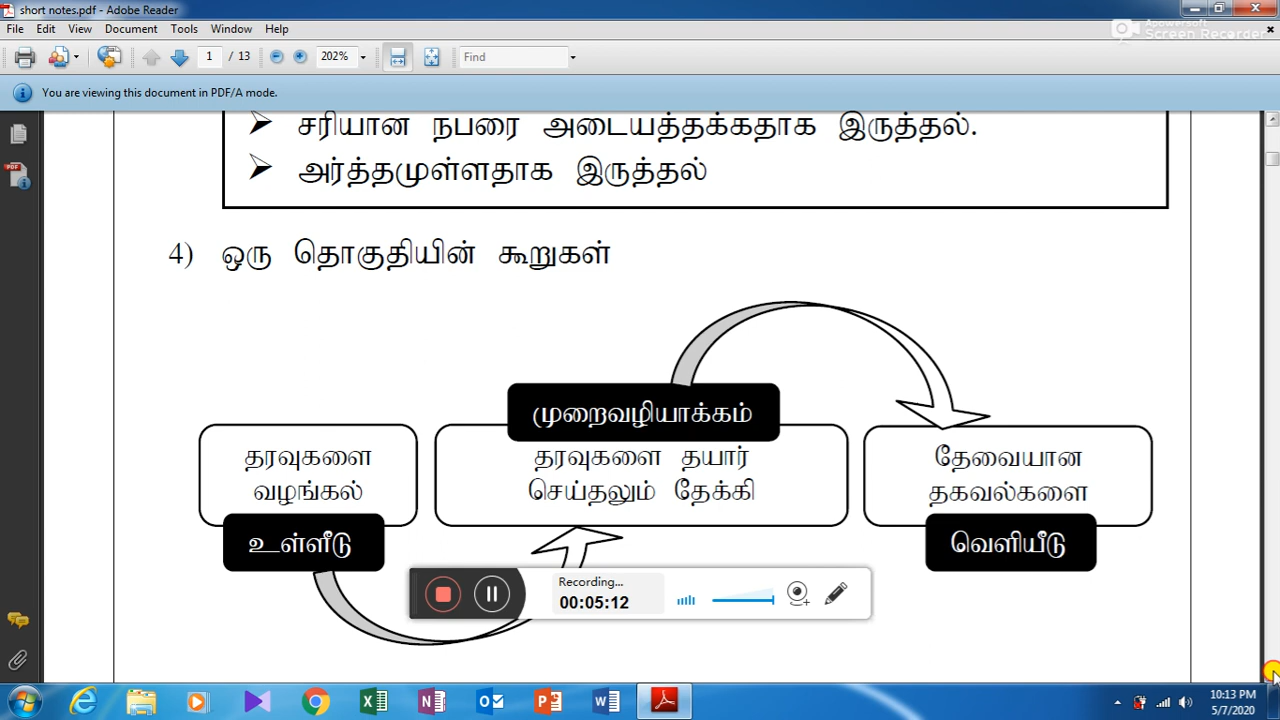 short notes.pdf - Adobe Reader
File Edit View Document Tools Window Help
Apowersoft
Screen Recorder
1 / 13 202% Find
You are viewing this document in PDF/A mode.
➢ சரியான நபரை அடையத்தக்கதாக இருத்தல்.
➢ அர்த்தமுள்ளதாக இருத்தல்
4) ஒரு தொகுதியின் கூறுகள்
முறைவழியாக்கம்
தரவுகளை
வழங்கல்
உள்ளீடு
தரவுகளை தயார்
செய்தலும் தேக்கி
தேவையான
தகவல்களை
வெளியீடு
Recording...
00:05:12
10:13 PM
5/7/2020